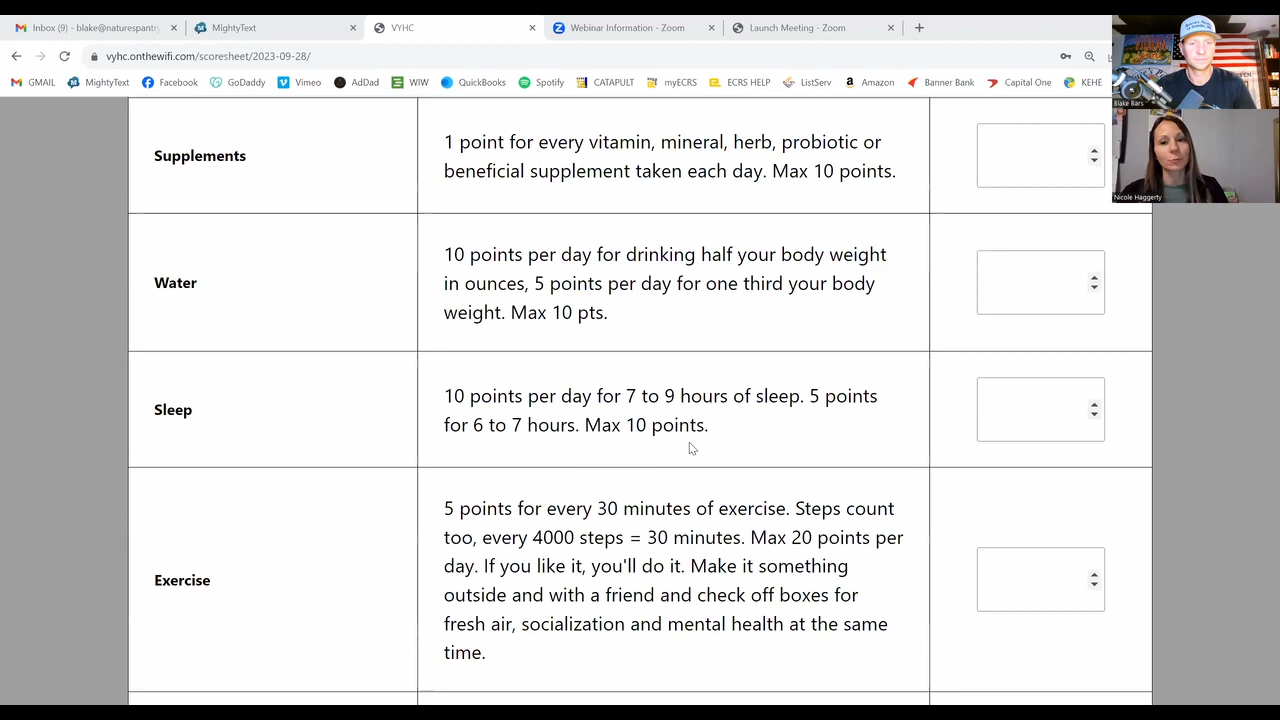 Inbox (9) - blake@naturespantr
MightyText
VYHC
Webinar Information - Zoom
Launch Meeting - Zoom
vyhc.onthewifi.com/scoresheet/2023-09-28/
GMAIL
MightyText
Facebook
GoDaddy
Vimeo
AdDad
WW
QuickBooks
Spotify
CATAPULT
myECRS
ECRS HELP
ListServ
Amazon
Banner Bank
Capital One
KEHE
Blake Bars
Nicole Haggerty
Supplements
1 point for every vitamin, mineral, herb, probiotic or
beneficial supplement taken each day. Max 10 points.
Water
10 points per day for drinking half your body weight
in ounces, 5 points per day for one third your body
weight. Max 10 pts.
Sleep
10 points per day for 7 to 9 hours of sleep. 5 points
for 6 to 7 hours. Max 10 points.
Exercise
5 points for every 30 minutes of exercise. Steps count
too, every 4000 steps = 30 minutes. Max 20 points per
day. If you like it, you'll do it. Make it something
outside and with a friend and check off boxes for
fresh air, socialization and mental health at the same
time.